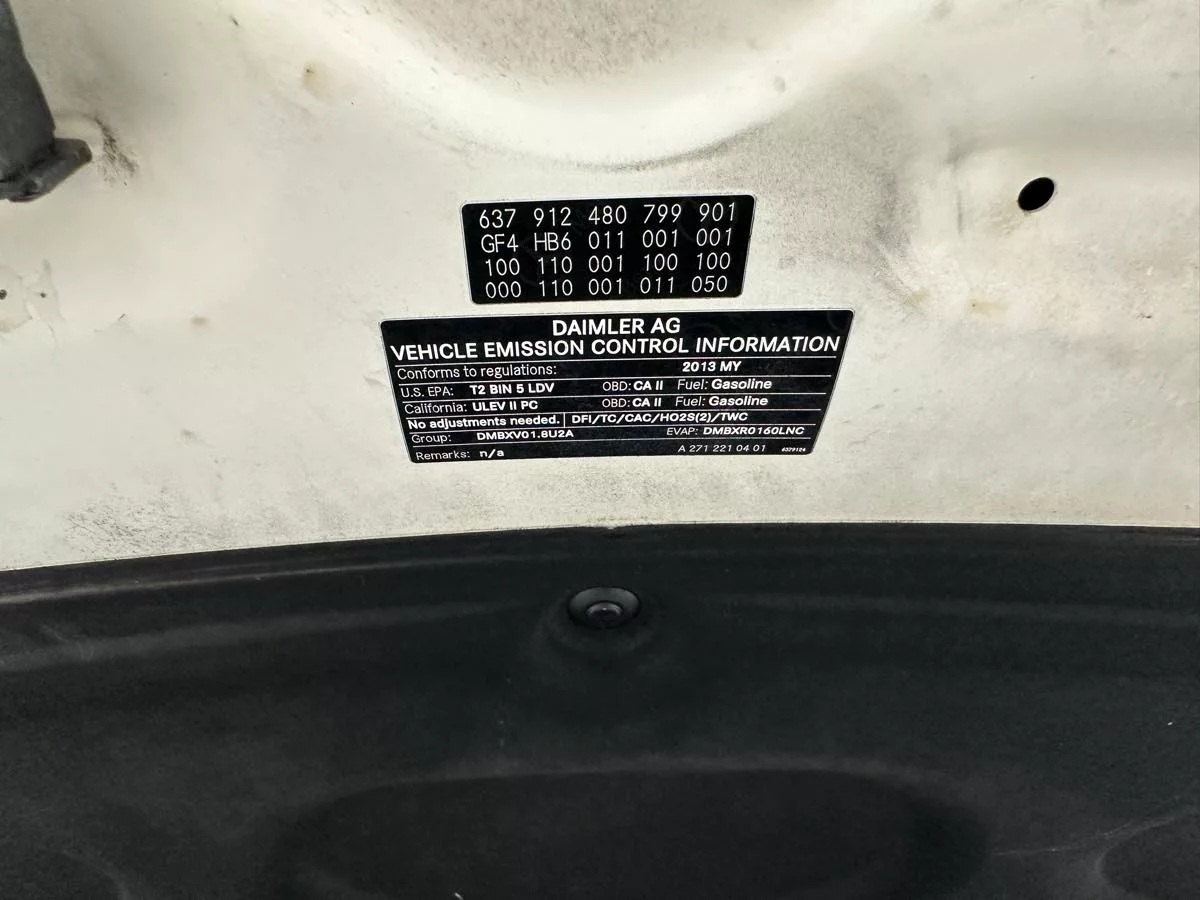 637 912 480 799 901
GF4 HB6 011 001 001
100 110 001 100 100
000 110 001 011 050
DAIMLER AG
VEHICLE EMISSION CONTROL INFORMATION
Conforms to regulations: 2013 MY
U.S. EPA: T2 BIN 5 LDV OBD: CA II Fuel: Gasoline
California: ULEV II PC OBD: CA II Fuel: Gasoline
No adjustments needed. DFI/TC/CAC/HO2S(2)/TWC
Group: DMBXV01.8U2A EVAP: DMBXR0160LNC
Remarks: n/a A 271 221 04 01 6379124